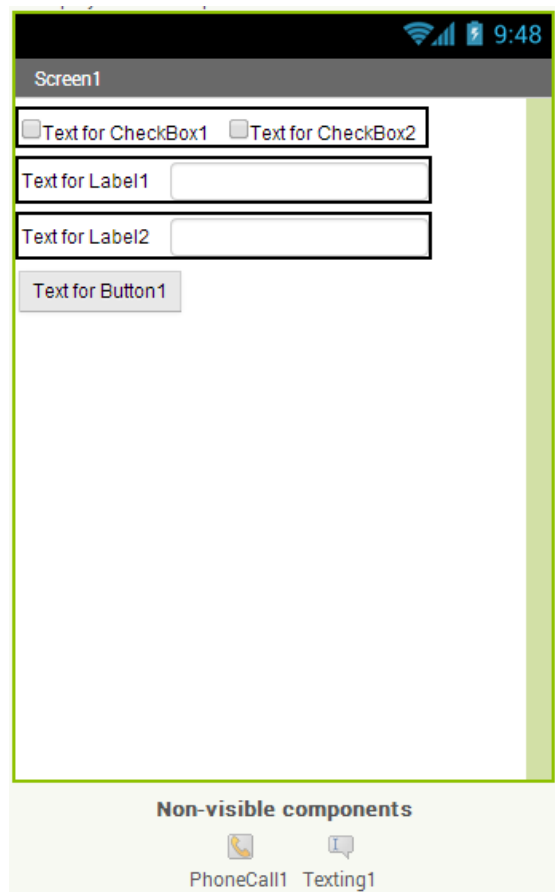 9:48
Screen1
Text for CheckBox1 Text for CheckBox2
Text for Label1
Text for Label2
Text for Button1
Non-visible components
PhoneCall1 Texting1